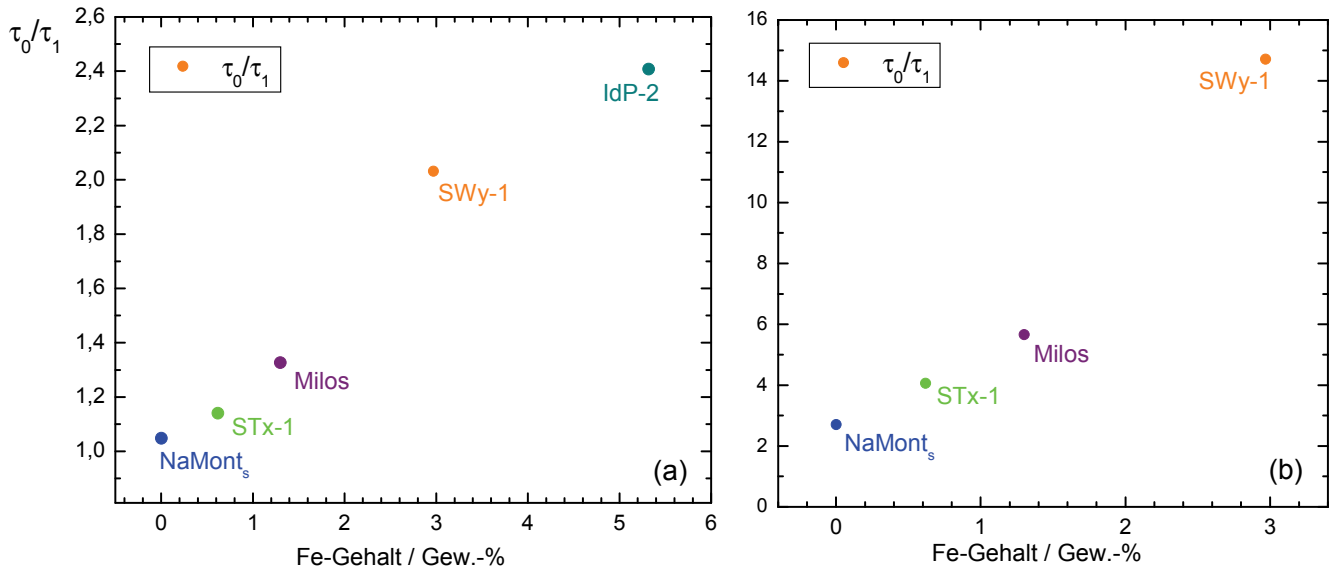 τ₀/τ₁
2,6
2,4
2,2
2,0
1,8
1,6
1,4
1,2
1,0
τ₀/τ₁
IdP-2
SWy-1
Milos
STx-1
NaMontₛ
(a)
0 1 2 3 4 5 6
Fe-Gehalt / Gew.-%
16
14
12
10
8
6
4
2
0
τ₀/τ₁
SWy-1
Milos
STx-1
NaMontₛ
(b)
0 1 2 3
Fe-Gehalt / Gew.-%